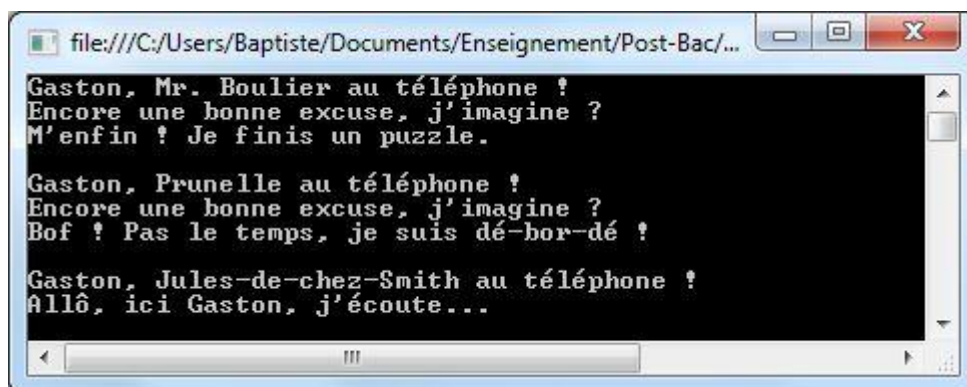 file:///C:/Users/Baptiste/Documents/Enseignement/Post-Bac/...
Gaston, Mr. Boulier au téléphone !
Encore une bonne excuse, j'imagine ?
M'enfin ! Je finis un puzzle.
Gaston, Prunelle au téléphone !
Encore une bonne excuse, j'imagine ?
Bof ! Pas le temps, je suis dé-bor-dé !
Gaston, Jules-de-chez-Smith au téléphone !
Allô, ici Gaston, j'écoute...